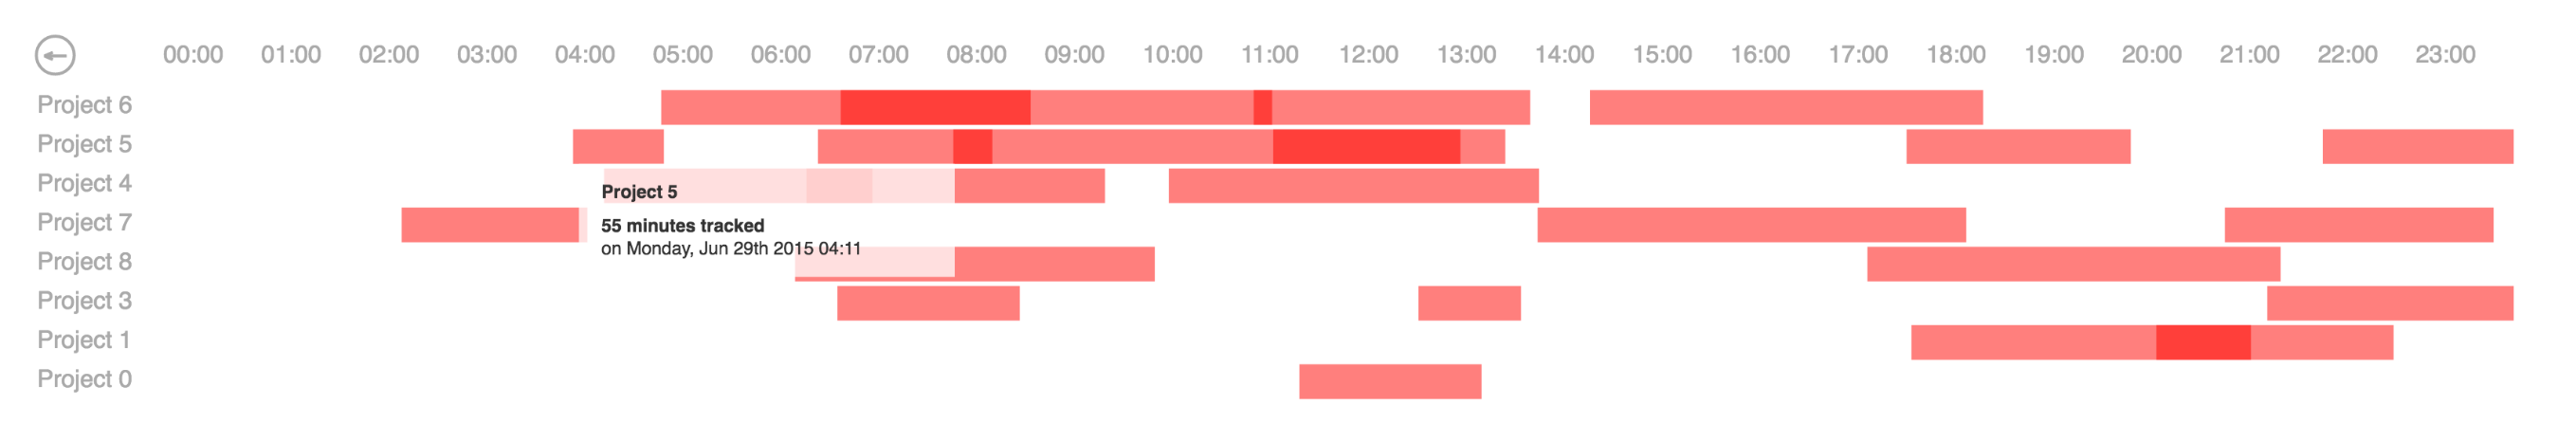 00:00 01:00 02:00 03:00 04:00 05:00 06:00 07:00 08:00 09:00 10:00 11:00 12:00 13:00 14:00 15:00 16:00 17:00 18:00 19:00 20:00 21:00 22:00 23:00
Project 6
Project 5
Project 4
Project 5
Project 7
55 minutes tracked
on Monday, Jun 29th 2015 04:11
Project 8
Project 3
Project 1
Project 0